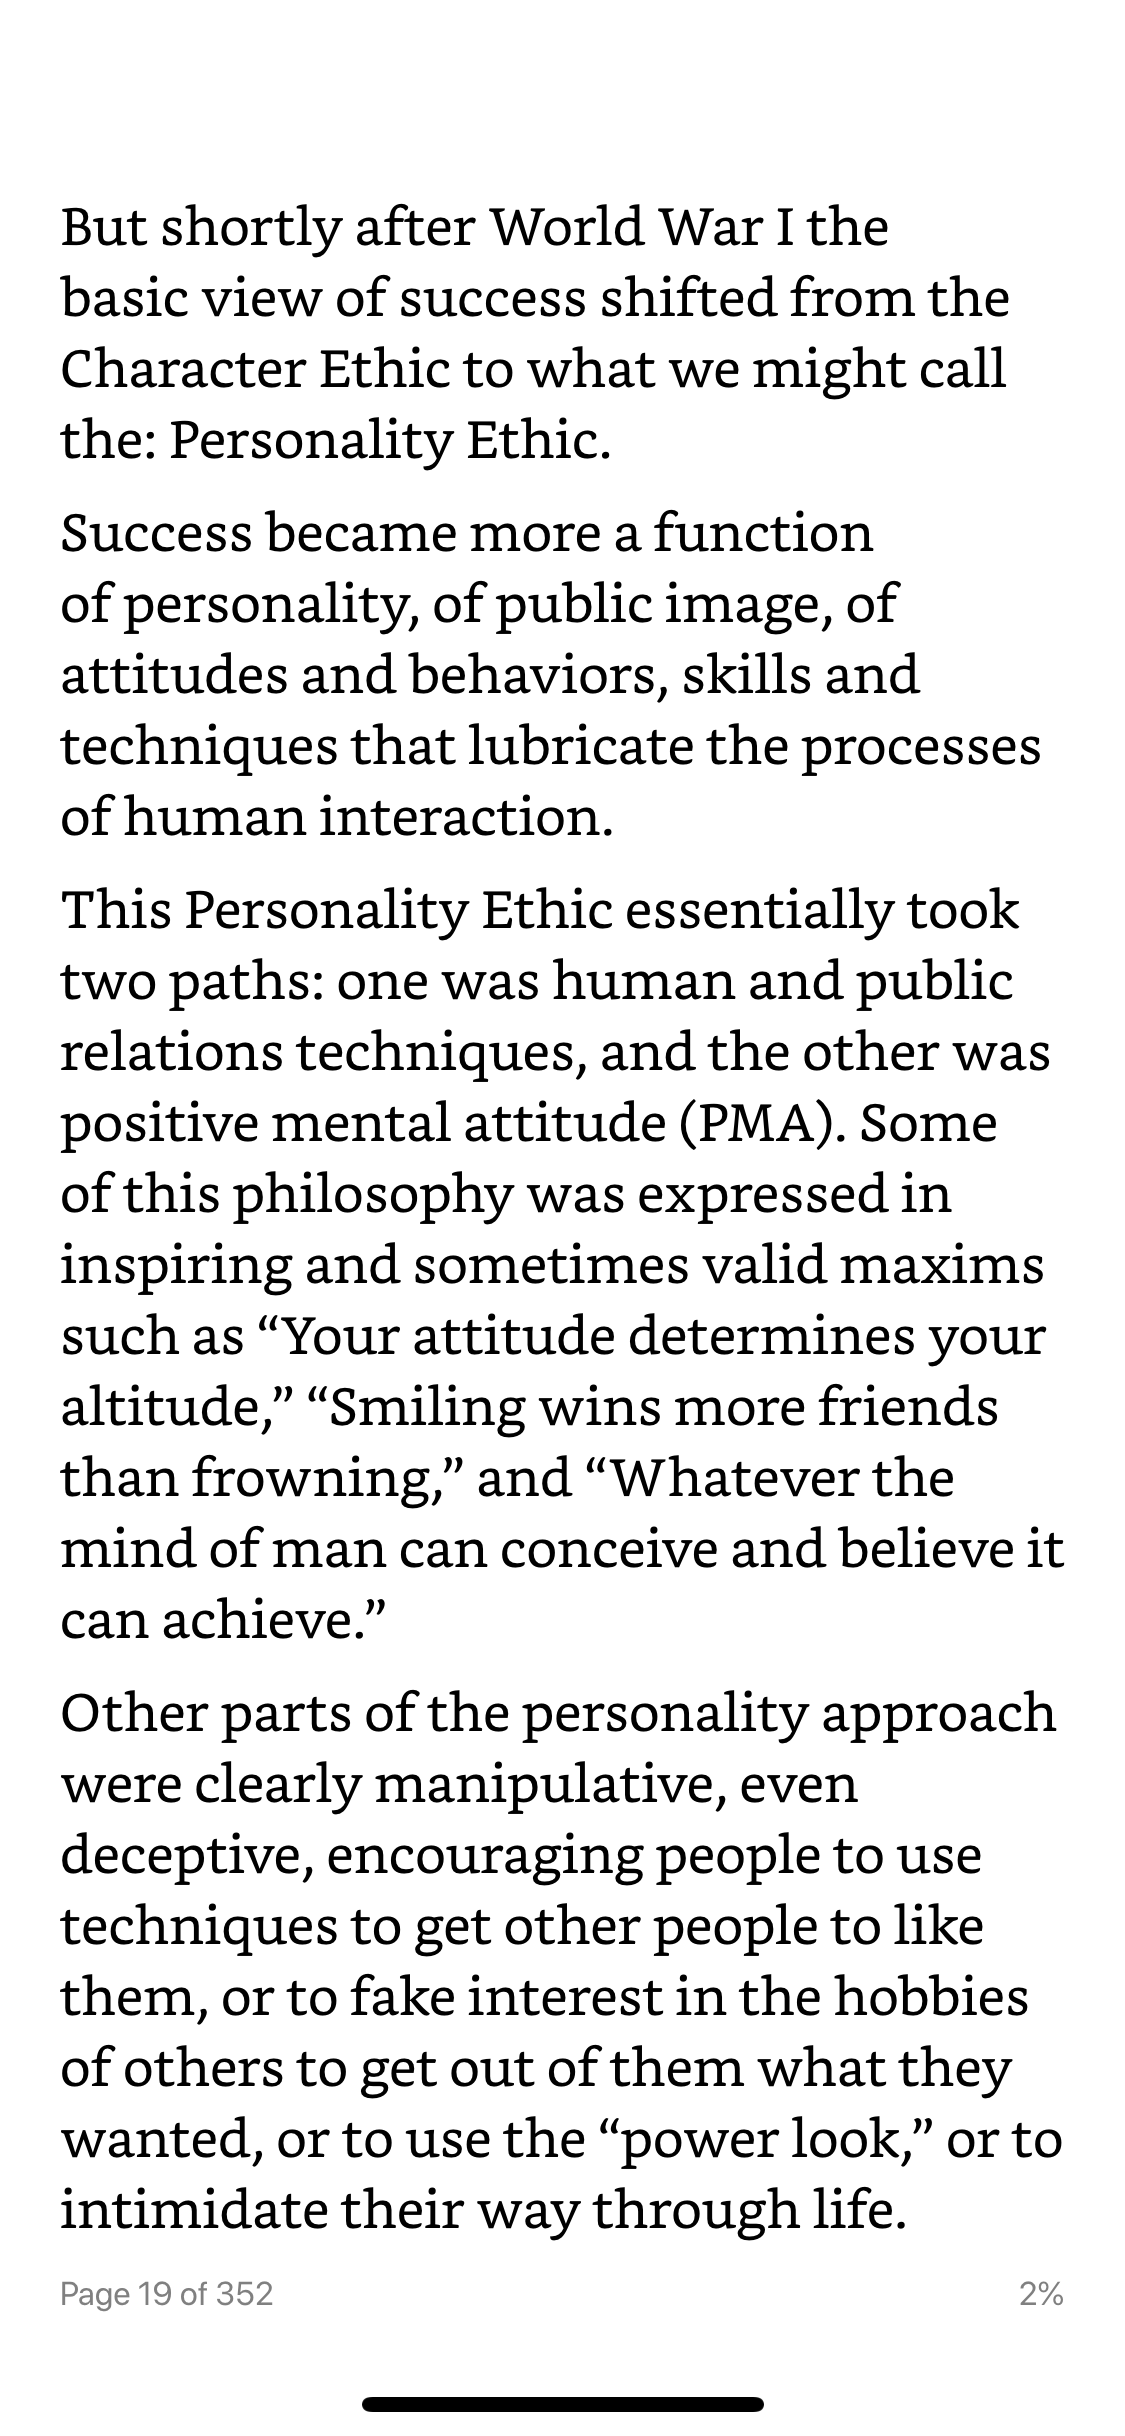 But shortly after World War I the
basic view of success shifted from the
Character Ethic to what we might call
the: Personality Ethic.
Success became more a function
of personality, of public image, of
attitudes and behaviors, skills and
techniques that lubricate the processes
of human interaction.
This Personality Ethic essentially took
two paths: one was human and public
relations techniques, and the other was
positive mental attitude (PMA). Some
of this philosophy was expressed in
inspiring and sometimes valid maxims
such as “Your attitude determines your
altitude,” “Smiling wins more friends
than frowning,” and “Whatever the
mind of man can conceive and believe it
can achieve.”
Other parts of the personality approach
were clearly manipulative, even
deceptive, encouraging people to use
techniques to get other people to like
them, or to fake interest in the hobbies
of others to get out of them what they
wanted, or to use the “power look,” or to
intimidate their way through life.
Page 19 of 352 2%